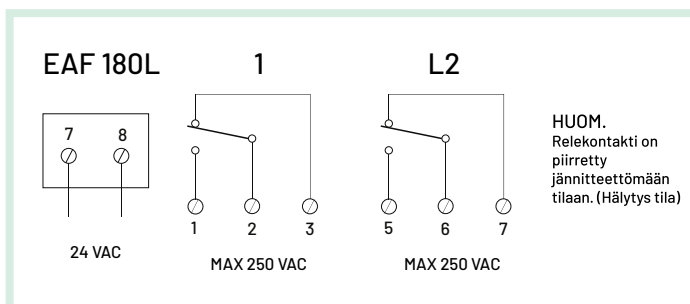 EAF 180L
1
L2
7 8
24 VAC
1 2 3
MAX 250 VAC
5 6 7
MAX 250 VAC
HUOM.
Relekontakti on
piirretty
jännitteettömään
tilaan. (Hälytys tila)